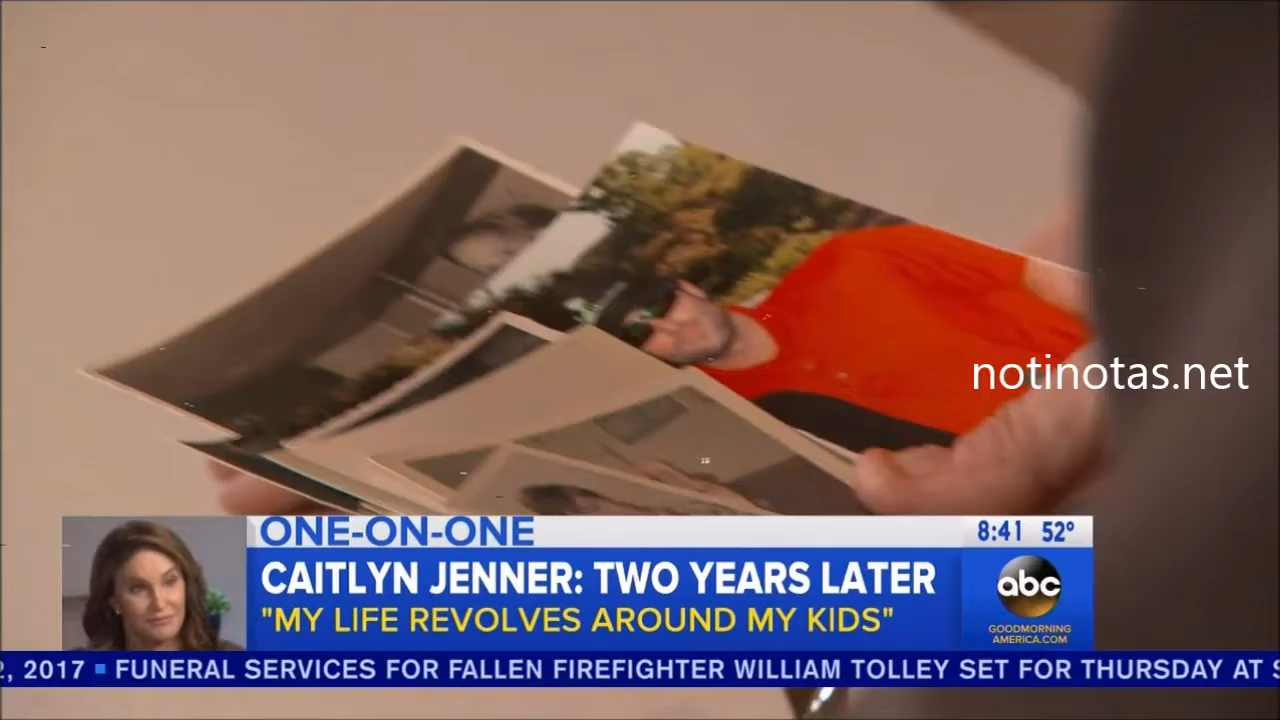 notinotas.net
ONE-ON-ONE
8:41 52°
CAITLYN JENNER: TWO YEARS LATER
"MY LIFE REVOLVES AROUND MY KIDS"
abc
GOODMORNING
AMERICA.COM
2, 2017 ▪ FUNERAL SERVICES FOR FALLEN FIREFIGHTER WILLIAM TOLLEY SET FOR THURSDAY AT S